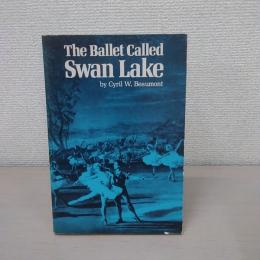 The Ballet Called
Swan Lake
by Cyril W. Beaumont